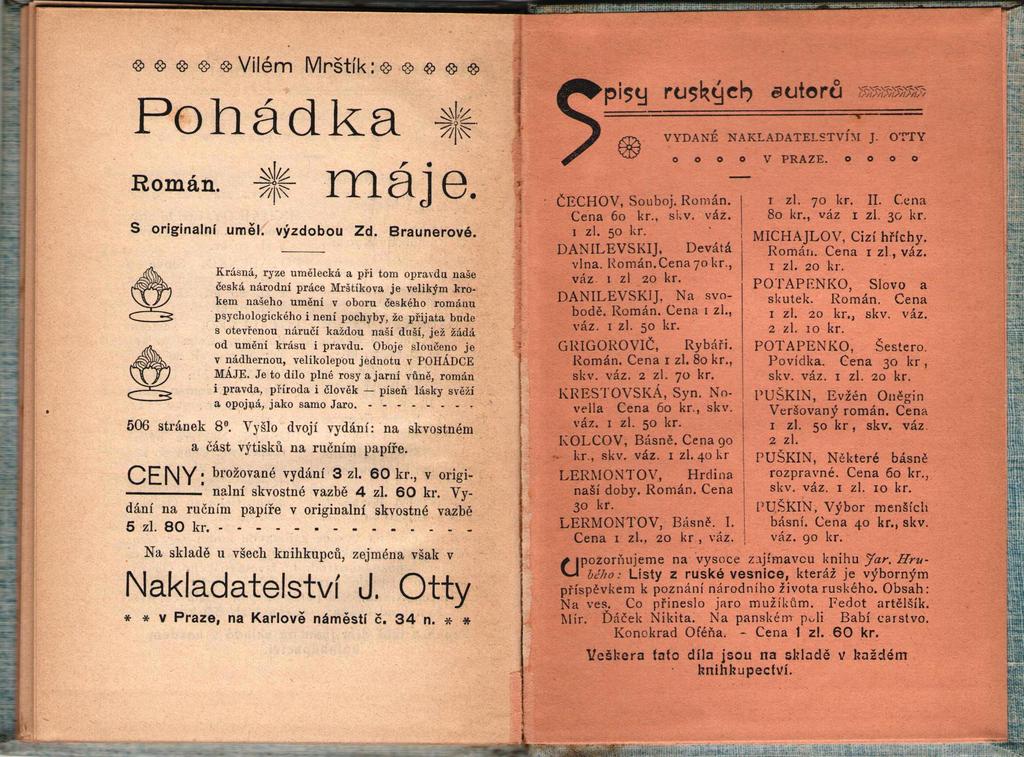 Vilém Mrštík:
Pohádka
Román. máje.
S originalní uměl. výzdobou Zd. Braunerové.
Krásná, ryze umělecká a při tom opravdu naše
česká národní práce Mrštíkova je velikým kro-
kem našeho umění v oboru českého románu
psychologického i není pochyby, že přijata bude
s otevřenou náručí každou naší duší, jež žádá
od umění krásu i pravdu. Oboje sloučeno je
v nádhernou, velikolepou jednotu v POHÁDCE
MÁJE. Je to dílo plné rosy a jarní vůně, román
i pravda, příroda i člověk — píseň lásky svěží
a opojná, jako samo Jaro. - - - - - - - -
506 stránek 8°. Vyšlo dvojí vydání: na skvostném
a část výtisků na ručním papíře.
CENY: brožované vydání 3 zl. 60 kr., v origi-
nalní skvostné vazbě 4 zl. 60 kr. Vy-
dání na ručním papíře v originalní skvostné vazbě
5 zl. 80 kr. - - - - - - - - - - - - - -
Na skladě u všech knihkupců, zejména však v
Nakladatelství J. Otty
* * v Praze, na Karlově náměstí č. 34 n. * *
Spisy ruských autorů
VYDANÉ NAKLADATELSTVÍM J. OTTY
o o o o V PRAZE. o o o o
ČECHOV, Souboj. Román.
Cena 60 kr., skv. váz.
1 zl. 50 kr.
DANILEVSKIJ, Devátá
vlna. Román. Cena 70 kr.,
váz. 1 zl 20 kr.
DANILEVSKIJ, Na svo-
bodě. Román. Cena 1 zl.,
váz. 1 zl. 50 kr.
GRIGOROVIČ, Rybáři.
Román. Cena 1 zl. 80 kr.,
skv. váz. 2 zl. 70 kr.
KRESTOVSKÁ, Syn. No-
vella Cena 60 kr., skv.
váz. 1 zl. 50 kr.
KOLCOV, Básně. Cena 90
kr., skv. váz. 1 zl. 40 kr
LERMONTOV, Hrdina
naší doby. Román. Cena
30 kr.
LERMONTOV, Básně. I.
Cena 1 zl., 20 kr, váz.
1 zl. 70 kr. II. Cena
80 kr., váz 1 zl. 30 kr.
MICHAJLOV, Cizí hříchy.
Román. Cena 1 zl., váz.
1 zl. 20 kr.
POTAPENKO, Slovo a
skutek. Román. Cena
1 zl. 20 kr., skv. váz.
2 zl. 10 kr.
POTAPENKO, Šestero.
Povídka. Cena 30 kr,
skv. váz. 1 zl. 20 kr.
PUŠKIN, Evžén Oněgin
Veršovaný román. Cena
1 zl. 50 kr, skv. váz
2 zl.
PUŠKIN, Některé básně
rozpravné. Cena 60 kr.,
skv. váz. 1 zl. 10 kr.
PUŠKIN, Výbor menších
básní. Cena 40 kr., skv.
váz. 90 kr.
Upozorňujeme na vysoce zajímavou knihu Jar. Hru-
bého: Listy z ruské vesnice, kteráž je výborným
příspěvkem k poznání národního života ruského. Obsah:
Na ves. Co přineslo jaro mužíkům. Fedot artělšík.
Mír. Ďáček Nikita. Na panském poli Babí carstvo.
Konokrad Oféňa. - Cena 1 zl. 60 kr.
Veškera tato díla jsou na skladě v každém
knihkupectví.